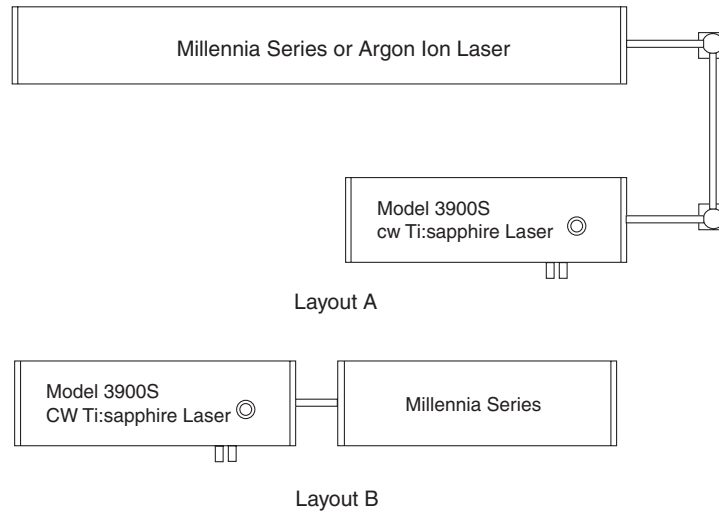 Millennia Series or Argon Ion Laser
Model 3900S
cw Ti:sapphire Laser
Layout A
Model 3900S
CW Ti:sapphire Laser
Millennia Series
Layout B